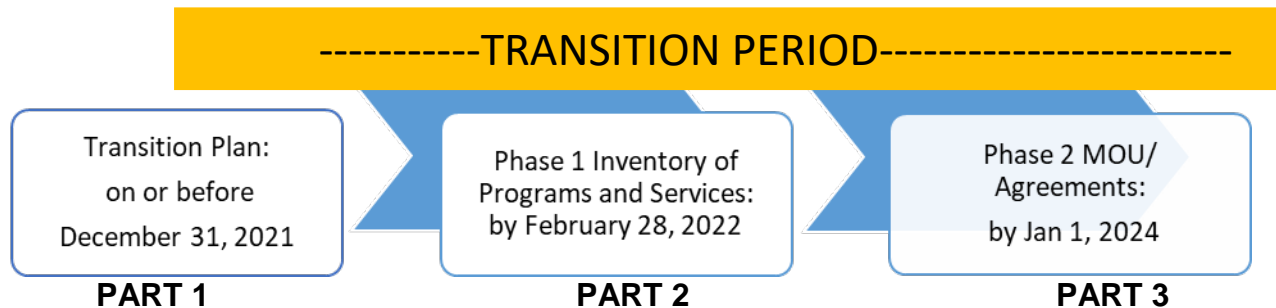 -----------TRANSITION PERIOD------------------------
Transition Plan:
on or before
December 31, 2021
PART 1
Phase 1 Inventory of
Programs and Services:
by February 28, 2022
PART 2
Phase 2 MOU/
Agreements:
by Jan 1, 2024
PART 3